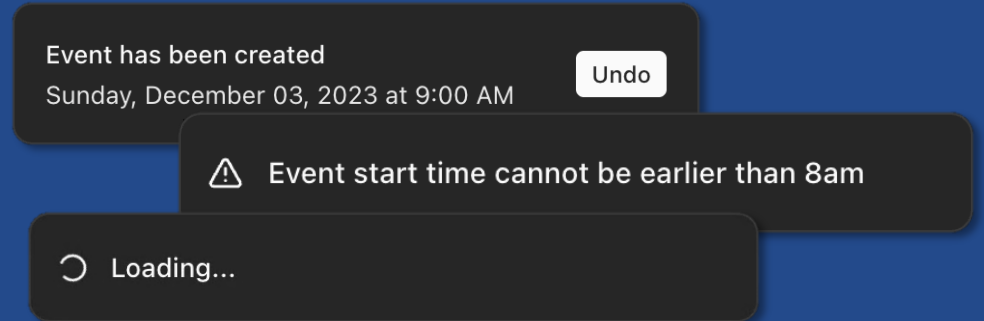 Event has been created
Sunday, December 03, 2023 at 9:00 AM
Undo
Event start time cannot be earlier than 8am
Loading...